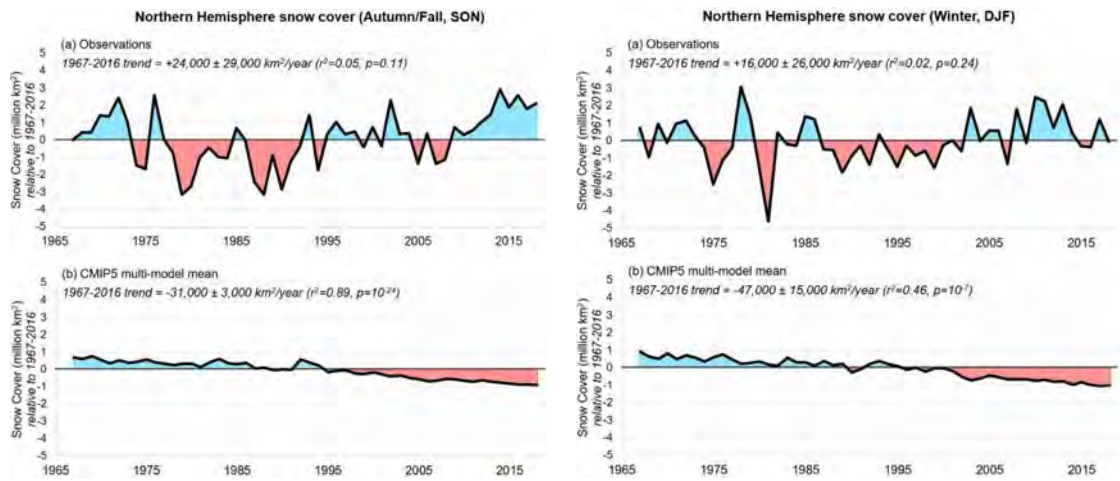 Northern Hemisphere snow cover (Autumn/Fall, SON)
(a) Observations
1967-2016 trend = +24,000 ± 29,000 km²/year (r²=0.05, p=0.11)
Snow Cover (million km²)
relative to 1967-2016
5
4
3
2
1
0
-1
-2
-3
-4
-5
1965 1975 1985 1995 2005 2015
(b) CMIP5 multi-model mean
1967-2016 trend = -31,000 ± 3,000 km²/year (r²=0.89, p=10⁻²⁴)
Snow Cover (million km²)
relative to 1967-2016
5
4
3
2
1
0
-1
-2
-3
-4
-5
1965 1975 1985 1995 2005 2015
Northern Hemisphere snow cover (Winter, DJF)
(a) Observations
1967-2016 trend = +16,000 ± 26,000 km²/year (r²=0.02, p=0.24)
Snow Cover (million km²)
relative to 1967-2016
5
4
3
2
1
0
-1
-2
-3
-4
-5
1965 1975 1985 1995 2005 2015
(b) CMIP5 multi-model mean
1967-2016 trend = -47,000 ± 15,000 km²/year (r²=0.46, p=10⁻⁷)
Snow Cover (million km²)
relative to 1967-2016
5
4
3
2
1
0
-1
-2
-3
-4
-5
1965 1975 1985 1995 2005 2015